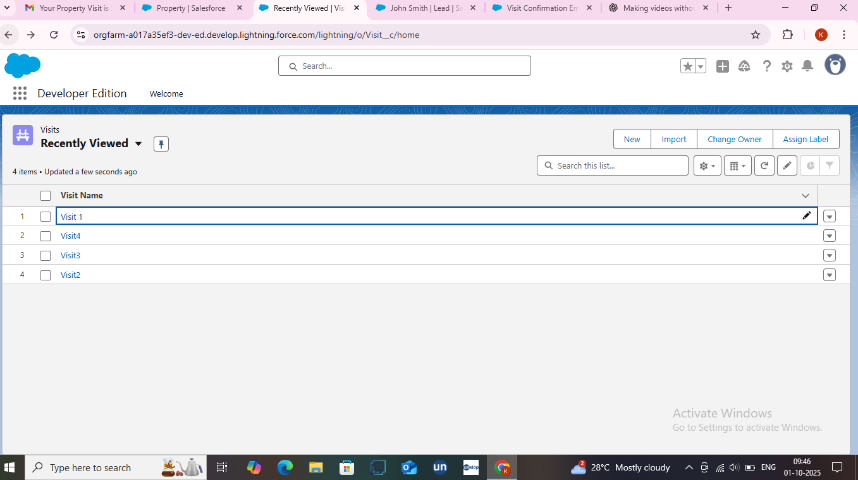 Your Property Visit is
Property | Salesforce
Recently Viewed | Vis
John Smith | Lead | Sa
Visit Confirmation Em
Making videos withou
orgfarm-a017a35ef3-dev-ed.develop.lightning.force.com/lightning/o/Visit__c/home
K
Search...
Developer Edition
Welcome
Visits
Recently Viewed
New
Import
Change Owner
Assign Label
4 items • Updated a few seconds ago
Search this list...
Visit Name
1 Visit 1
2 Visit4
3 Visit3
4 Visit2
Activate Windows
Go to Settings to activate Windows.
Type here to search
un
2
28°C Mostly cloudy
ENG
09:46
01-10-2025